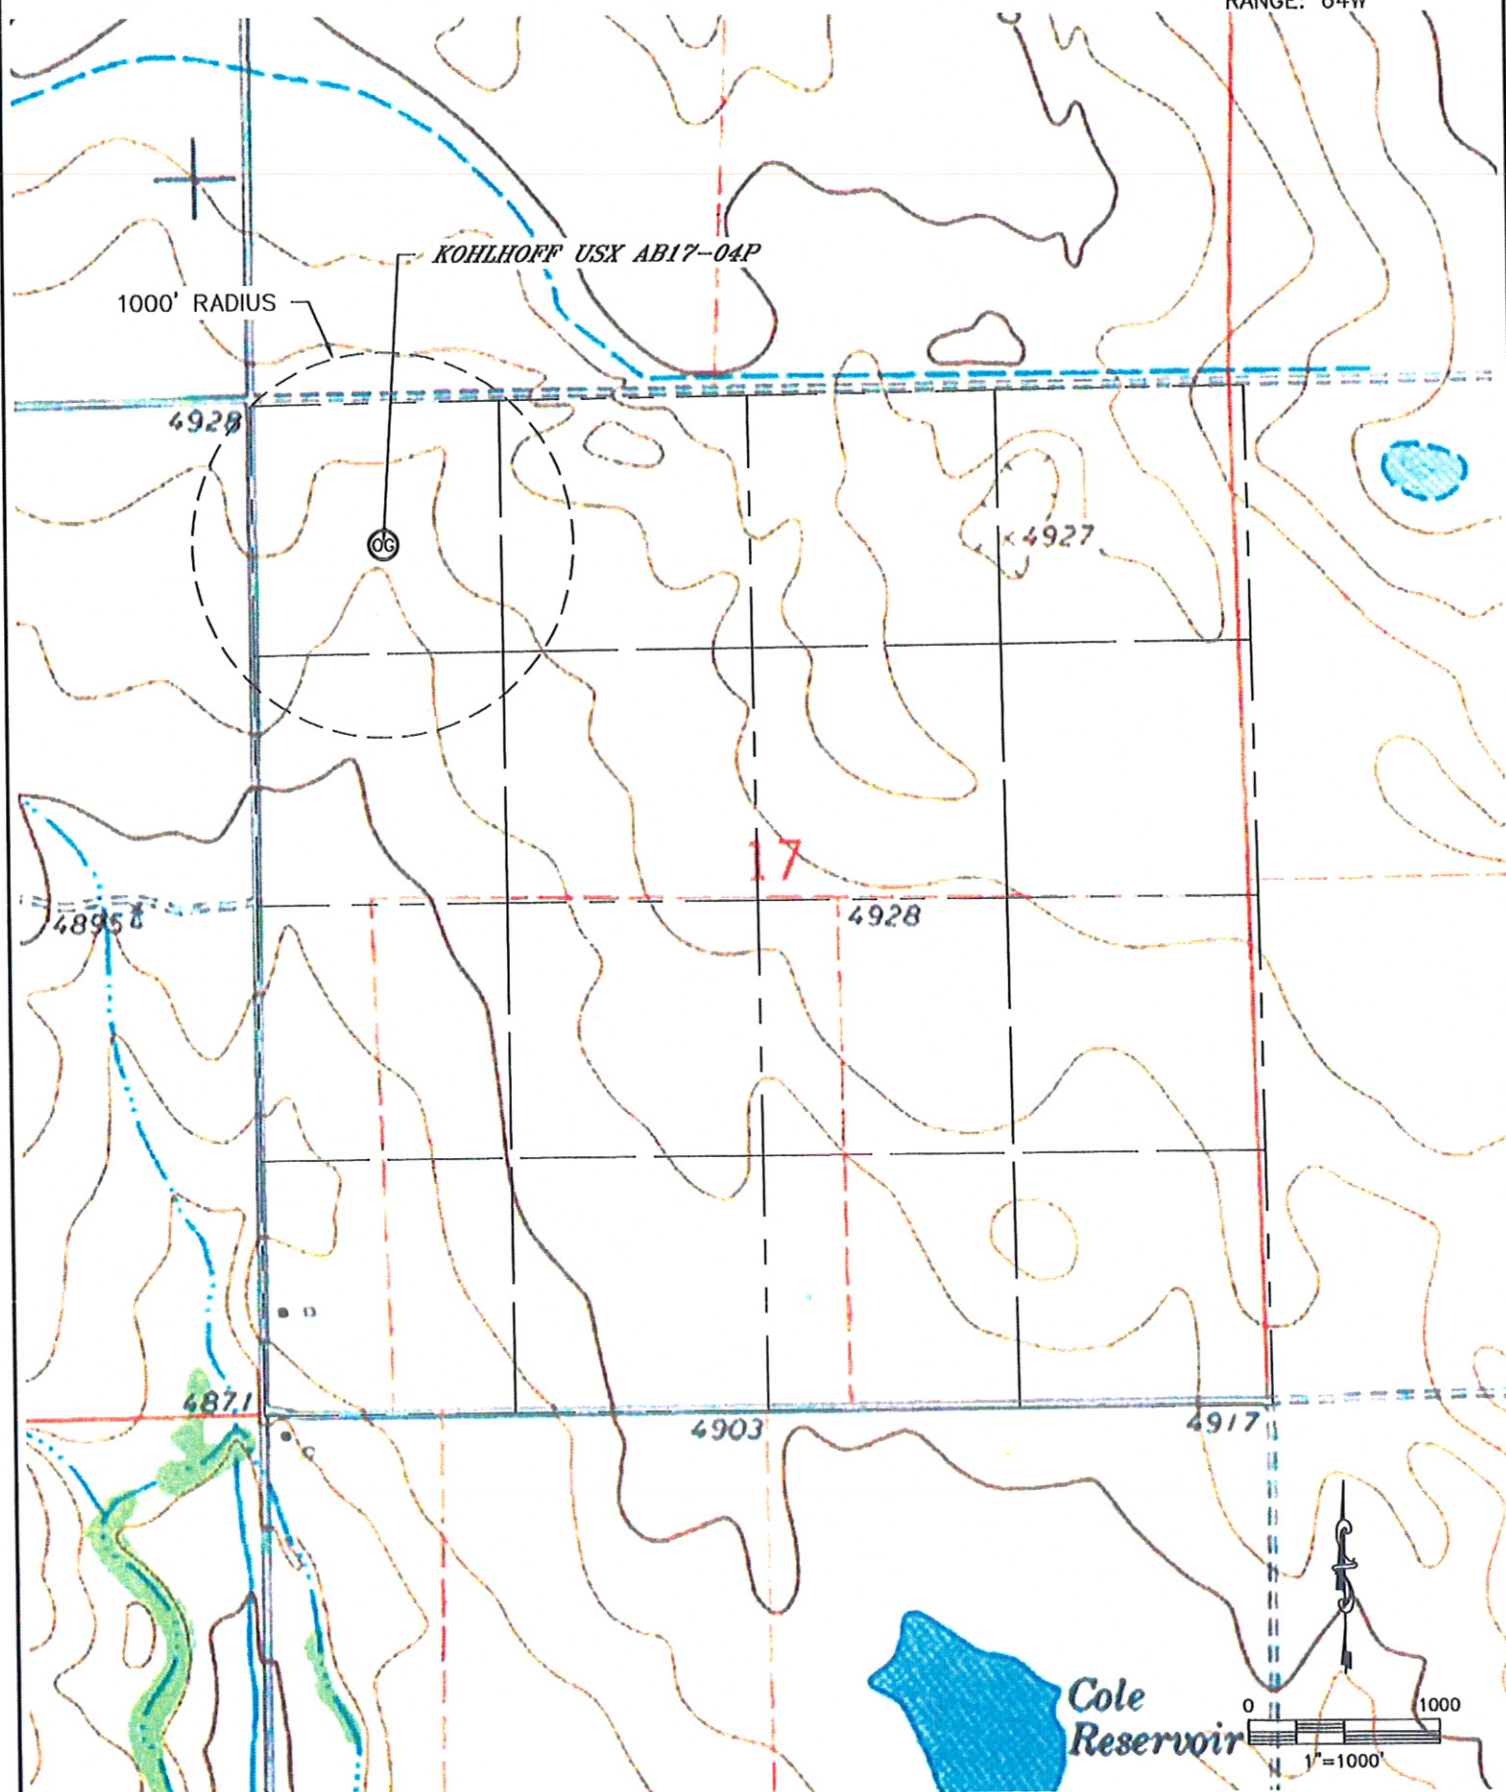 RANGE: 64W
KOHLHOFF USX AB17-04P
1000' RADIUS
4928
OG
4927
17
4928
4895
4871
4903
4917
Cole
Reservoir
0 1000
1"=1000'